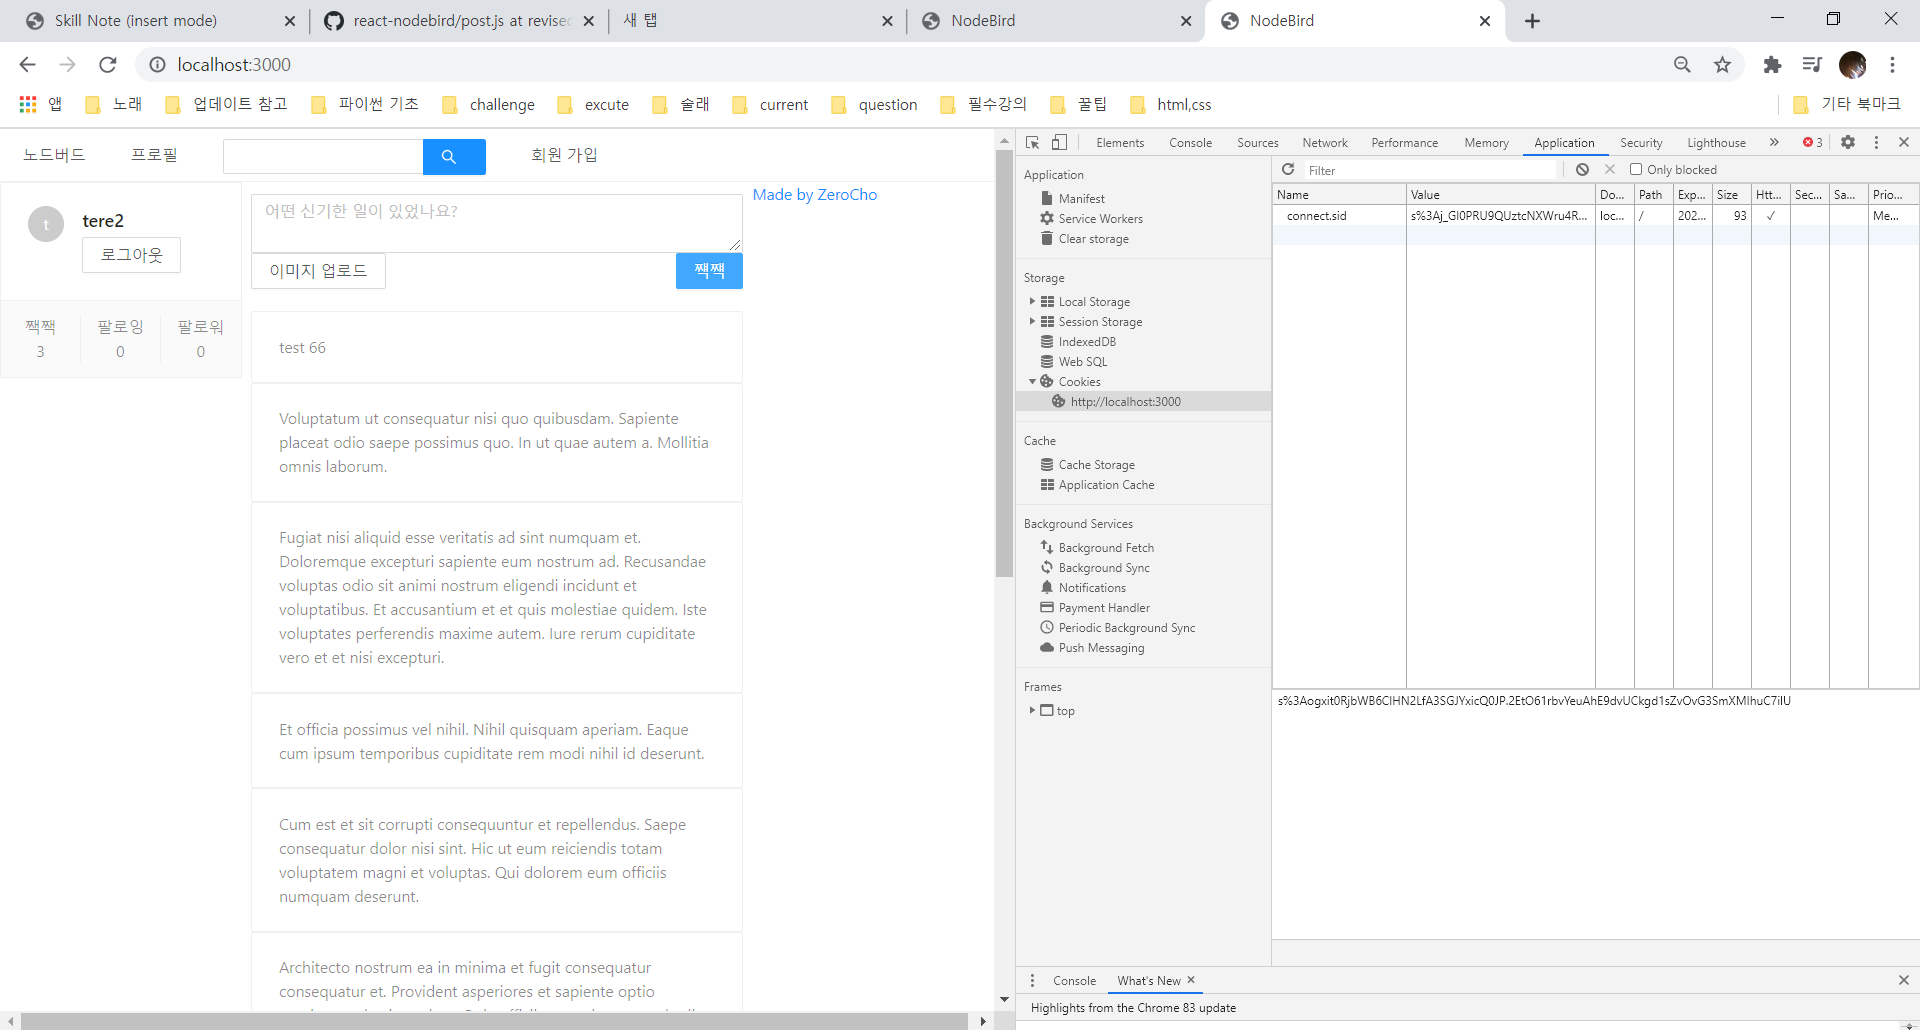 Skill Note (insert mode)
react-nodebird/post.js at revised
새 탭
NodeBird
NodeBird
localhost:3000
앱
노래
업데이트 참고
파이썬 기초
challenge
excute
술래
current
question
필수강의
꿀팁
html,css
기타 북마크
노드버드
프로필
회원 가입
t
tere2
로그아웃
짹짹
3
팔로잉
0
팔로워
0
어떤 신기한 일이 있었나요?
이미지 업로드
짹짹
Made by ZeroCho
test 66
Voluptatum ut consequatur nisi quo quibusdam. Sapiente
placeat odio saepe possimus quo. In ut quae autem a. Mollitia
omnis laborum.
Fugiat nisi aliquid esse veritatis ad sint numquam et.
Doloremque excepturi sapiente eum nostrum ad. Recusandae
voluptas odio sit animi nostrum eligendi incidunt et
voluptatibus. Et accusantium et et quis molestiae quidem. Iste
voluptates perferendis maxime autem. Iure rerum cupiditate
vero et et nisi excepturi.
Et officia possimus vel nihil. Nihil quisquam aperiam. Eaque
cum ipsum temporibus cupiditate rem modi nihil id deserunt.
Cum est et sit corrupti consequuntur et repellendus. Saepe
consequatur dolor nisi sint. Hic ut eum reiciendis totam
voluptatem magni et voluptas. Qui dolorem eum officiis
numquam deserunt.
Architecto nostrum ea in minima et fugit consequatur
consequatur et. Provident asperiores et sapiente optio
Elements
Console
Sources
Network
Performance
Memory
Application
Security
Lighthouse
3
Application
Manifest
Service Workers
Clear storage
Storage
Local Storage
Session Storage
IndexedDB
Web SQL
Cookies
http://localhost:3000
Cache
Cache Storage
Application Cache
Background Services
Background Fetch
Background Sync
Notifications
Payment Handler
Periodic Background Sync
Push Messaging
Frames
top
Filter
Only blocked
Name Value Do... Path Exp... Size Htt... Sec... Sa... Prio...
connect.sid s%3Aj_GI0PRU9QUztcNXWru4R... loc... / 202... 93 ✓ Me...
s%3Aogxit0RjbWB6ClHN2LfA3SGJYxicQ0JP.2EtO61rbvYeuAhE9dvUCkgd1sZvOvG3SmXMIhuC7iIU
Console
What's New
Highlights from the Chrome 83 update